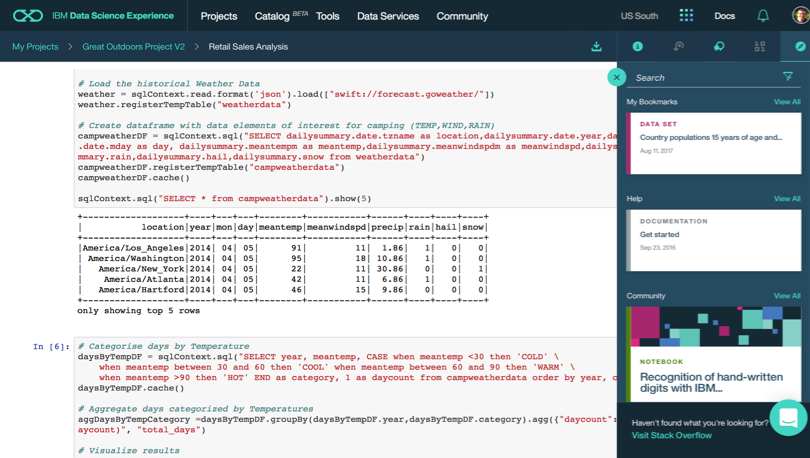 IBM Data Science Experience
Projects
Catalog BETA
Tools
Data Services
Community
US South
Docs
My Projects > Great Outdoors Project V2 > Retail Sales Analysis
# Load the historical Weather Data
weather = sqlContext.read.format('json').load(["swift://forecast.goweather/"])
weather.registerTempTable("weatherdata")
# Create dataframe with data elements of interest for camping (TEMP,WIND,RAIN)
campweatherDF = sqlContext.sql("SELECT dailysummary.date.trname as location,dailysummary.date.year,da
.date.mday as day, dailysummary.meantempm as meantemp,dailysummary.meanwindspdm as meanwindspd,dailys
mmary.rain,dailysummary.hail,dailysummary.snow from weatherdata")
campweatherDF.registerTempTable("campweatherdata")
campweatherDF.cache()
sqlContext.sql("SELECT * from campweatherdata").show(5)
+-------------------+----+---+---+--------+-----------+------+----+----+----+
|           location|year|mon|day|meantemp|meanwindspd|precip|rain|hail|snow|
+-------------------+----+---+---+--------+-----------+------+----+----+----+
|America/Los_Angeles|2014| 04| 05|      91|         11|  1.86|   1|   0|   0|
| America/Washington|2014| 04| 05|      95|         18| 10.86|   1|   0|   0|
|   America/New_York|2014| 04| 05|      22|         11| 30.86|   0|   0|   1|
|    America/Atlanta|2014| 04| 05|      42|         11|  6.86|   1|   0|   0|
|   America/Hartford|2014| 04| 05|      46|         15|  9.86|   0|   0|   0|
+-------------------+----+---+---+--------+-----------+------+----+----+----+
only showing top 5 rows
In [6]:
# Categorise days by Temperature
daysByTempDF = sqlContext.sql("SELECT year, meantemp, CASE when meantemp <30 then 'COLD' \
when meantemp between 30 and 60 then 'COOL' when meantemp between 60 and 90 then 'WARM' \
when meantemp >90 then 'HOT' END as category, 1 as daycount from campweatherdata order by year, c
daysByTempDF.cache()
# Aggregate days categorized by Temperatures
aggDaysByTempCategory =daysByTempDF.groupBy(daysByTempDF.year,daysByTempDF.category).agg({"daycount":
aycount)", "total_days")
# Visualize results
Search
My Bookmarks
View All
DATA SET
Country populations 15 years of age and...
Aug 11, 2017
Help
View All
DOCUMENTATION
Get started
Sep 23, 2016
Community
View All
NOTEBOOK
Recognition of hand-written
digits with IBM...
Haven't found what you're looking for?
Visit Stack Overflow